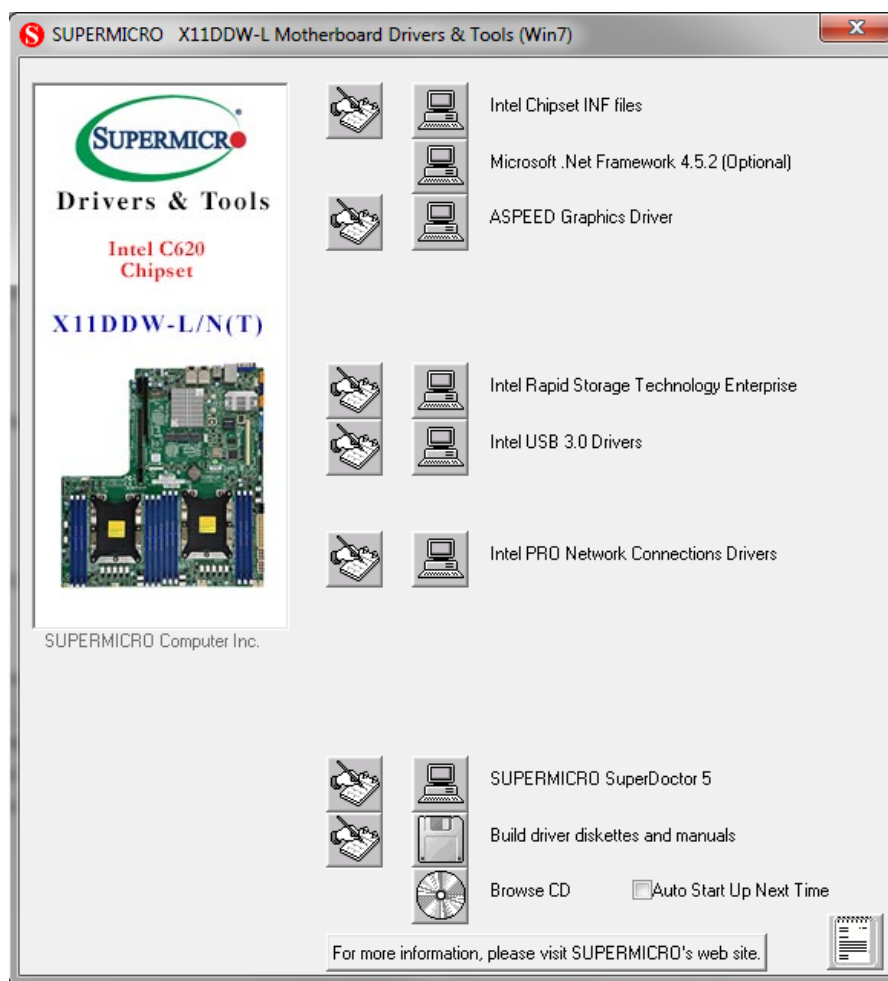 SUPERMICRO X11DDW-L Motherboard Drivers & Tools (Win7)
SUPERMICRO
Drivers & Tools
Intel C620
Chipset
X11DDW-L/N(T)
SUPERMICRO Computer Inc.
Intel Chipset INF files
Microsoft .Net Framework 4.5.2 (Optional)
ASPEED Graphics Driver
Intel Rapid Storage Technology Enterprise
Intel USB 3.0 Drivers
Intel PRO Network Connections Drivers
SUPERMICRO SuperDoctor 5
Build driver diskettes and manuals
Browse CD Auto Start Up Next Time
For more information, please visit SUPERMICRO's web site.